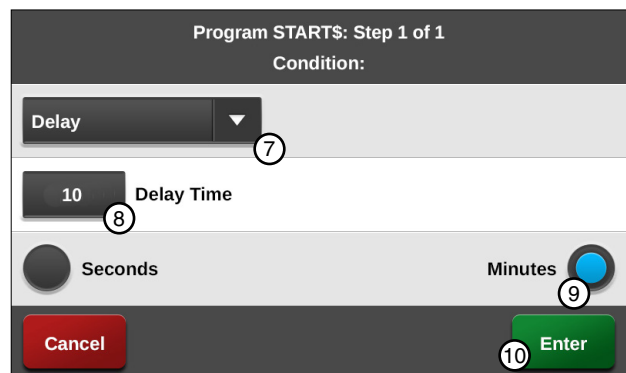 Program START$: Step 1 of 1
Condition:
Delay
7
10 Delay Time
8
Seconds Minutes
9
Cancel 10 Enter